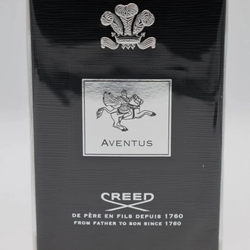 AVENTUS
CREED
DE PÈRE EN FILS DEPUIS 1760
FROM FATHER TO SON SINCE 1760